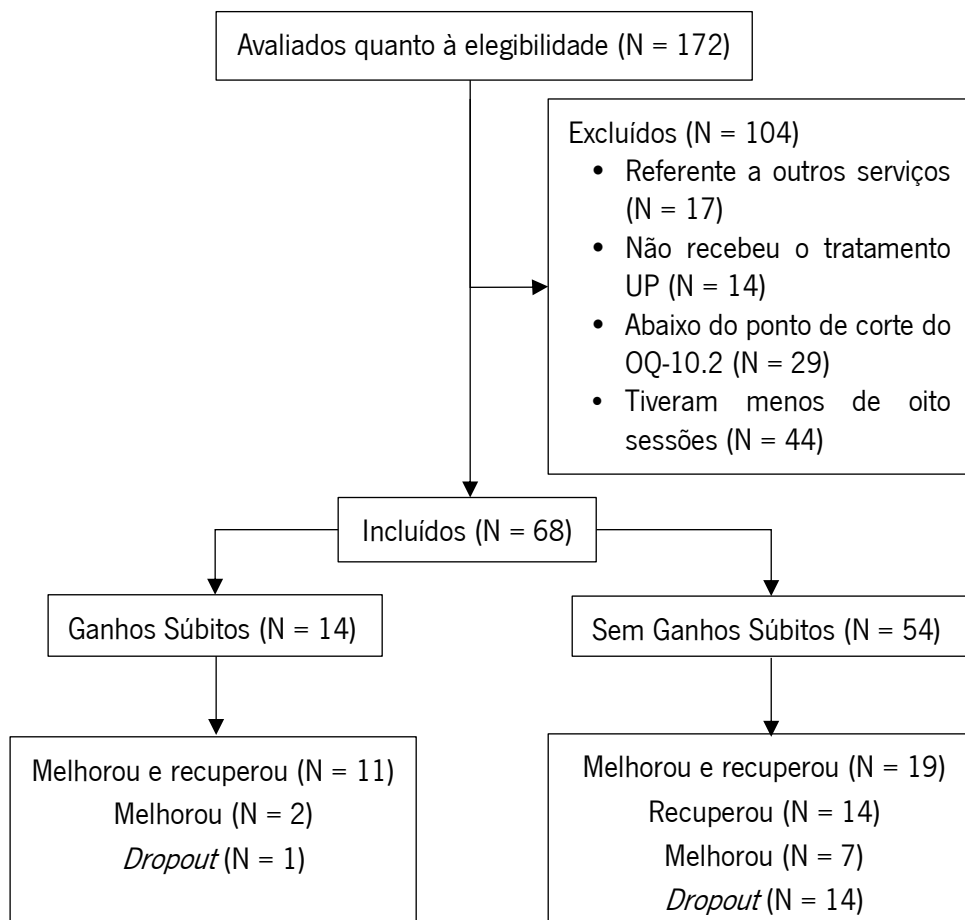 Avaliados quanto à elegibilidade (N = 172)
Excluídos (N = 104)
• Referente a outros serviços
(N = 17)
• Não recebeu o tratamento
UP (N = 14)
• Abaixo do ponto de corte do
OQ-10.2 (N = 29)
• Tiveram menos de oito
sessões (N = 44)
Incluídos (N = 68)
Ganhos Súbitos (N = 14)
Sem Ganhos Súbitos (N = 54)
Melhorou e recuperou (N = 11)
Melhorou (N = 2)
Dropout (N = 1)
Melhorou e recuperou (N = 19)
Recuperou (N = 14)
Melhorou (N = 7)
Dropout (N = 14)